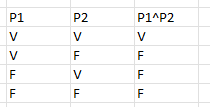 P1 P2 P1^P2
V V V
V F F
F V F
F F F